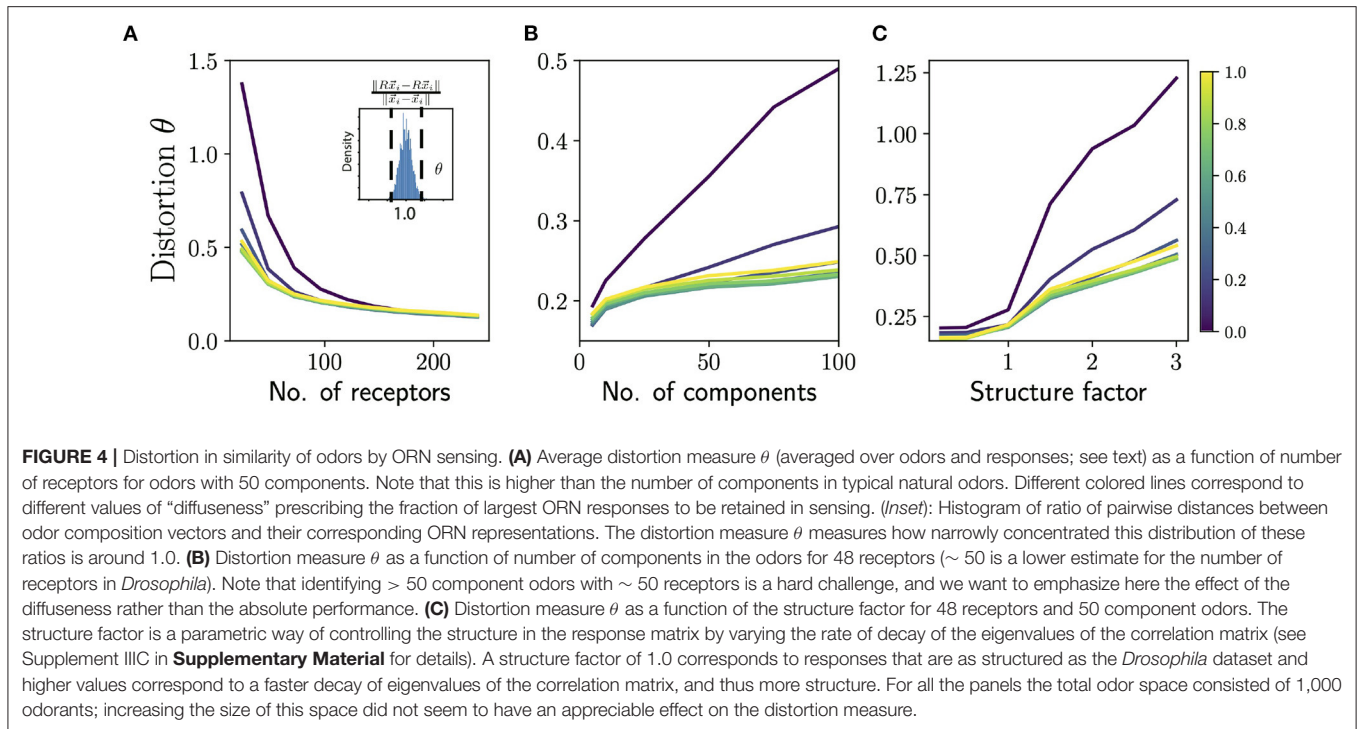 A
B
C
1.5
1.0
0.5
0.0
Distortion θ
100
200
No. of receptors
‖Rx⃗ᵢ−Rx⃗ᵢ‖
‖x⃗ᵢ−x⃗ᵢ‖
Density
θ
1.0
0.5
0.4
0.3
0.2
0
50
100
No. of components
1.25
1.00
0.75
0.50
0.25
1
2
3
Structure factor
1.0
0.8
0.6
0.4
0.2
0.0
FIGURE 4 | Distortion in similarity of odors by ORN sensing. (A) Average distortion measure θ (averaged over odors and responses; see text) as a function of number
of receptors for odors with 50 components. Note that this is higher than the number of components in typical natural odors. Different colored lines correspond to
different values of “diffuseness” prescribing the fraction of largest ORN responses to be retained in sensing. (Inset): Histogram of ratio of pairwise distances between
odor composition vectors and their corresponding ORN representations. The distortion measure θ measures how narrowly concentrated this distribution of these
ratios is around 1.0. (B) Distortion measure θ as a function of number of components in the odors for 48 receptors (∼ 50 is a lower estimate for the number of
receptors in Drosophila). Note that identifying > 50 component odors with ∼ 50 receptors is a hard challenge, and we want to emphasize here the effect of the
diffuseness rather than the absolute performance. (C) Distortion measure θ as a function of the structure factor for 48 receptors and 50 component odors. The
structure factor is a parametric way of controlling the structure in the response matrix by varying the rate of decay of the eigenvalues of the correlation matrix (see
Supplement IIIC in Supplementary Material for details). A structure factor of 1.0 corresponds to responses that are as structured as the Drosophila dataset and
higher values correspond to a faster decay of eigenvalues of the correlation matrix, and thus more structure. For all the panels the total odor space consisted of 1,000
odorants; increasing the size of this space did not seem to have an appreciable effect on the distortion measure.